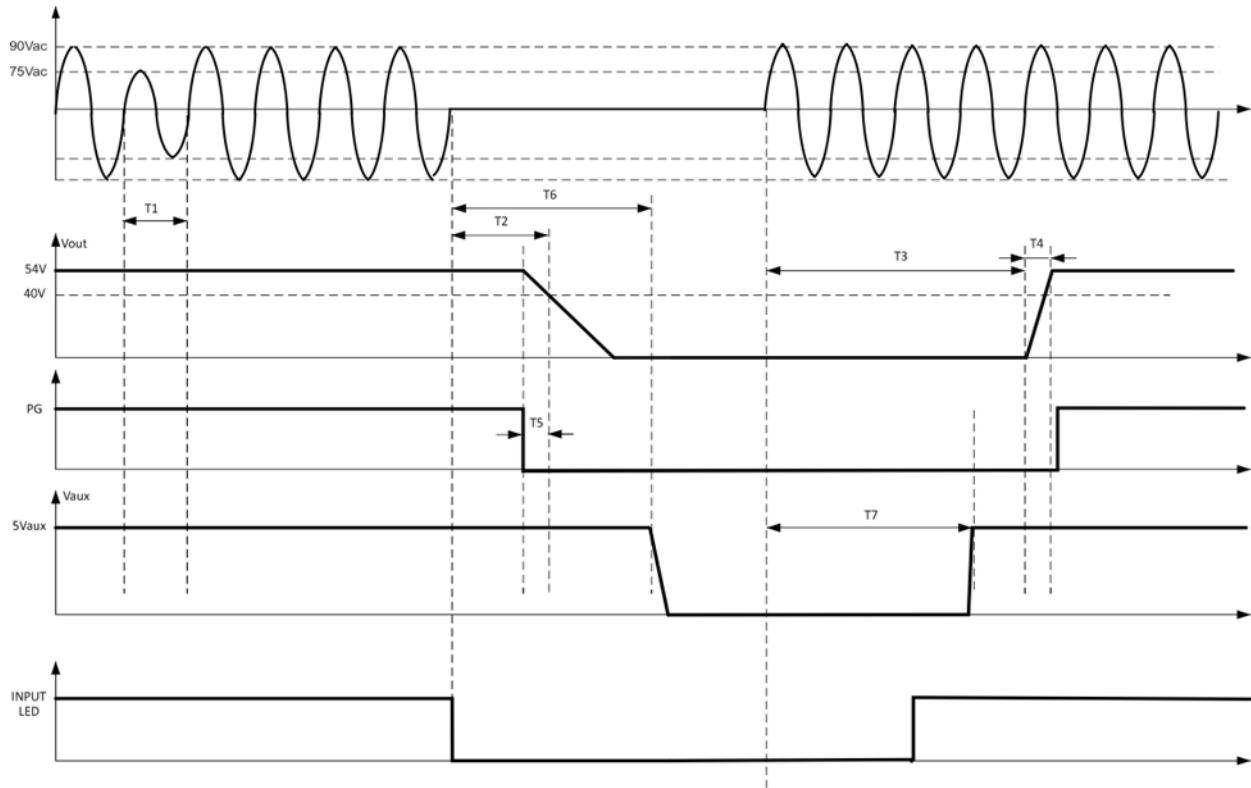 90Vac
75Vac
T1
T6
T2
Vout
54V
40V
T3
T4
PG
T5
Vaux
5Vaux
T7
INPUT
LED